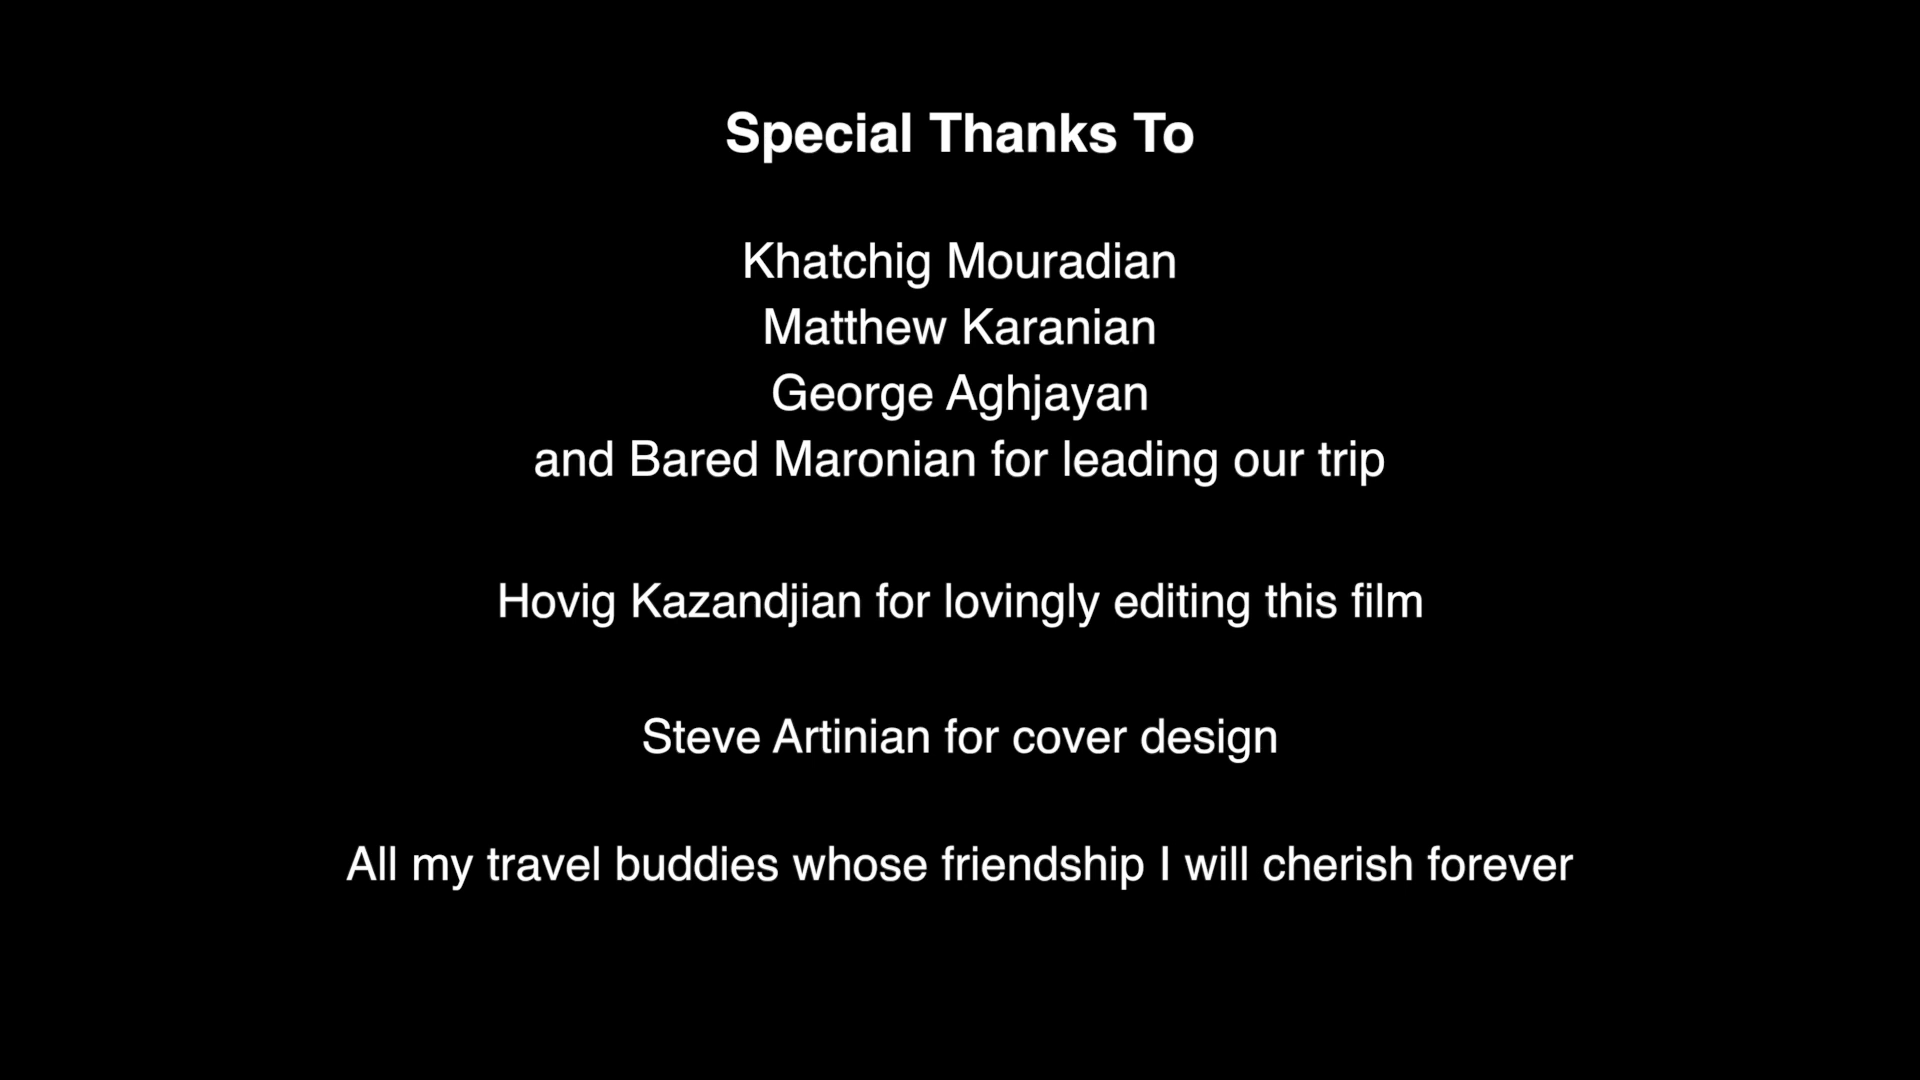 Special Thanks To
Khatchig Mouradian
Matthew Karanian
George Aghjayan
and Bared Maronian for leading our trip
Hovig Kazandjian for lovingly editing this film
Steve Artinian for cover design
All my travel buddies whose friendship I will cherish forever